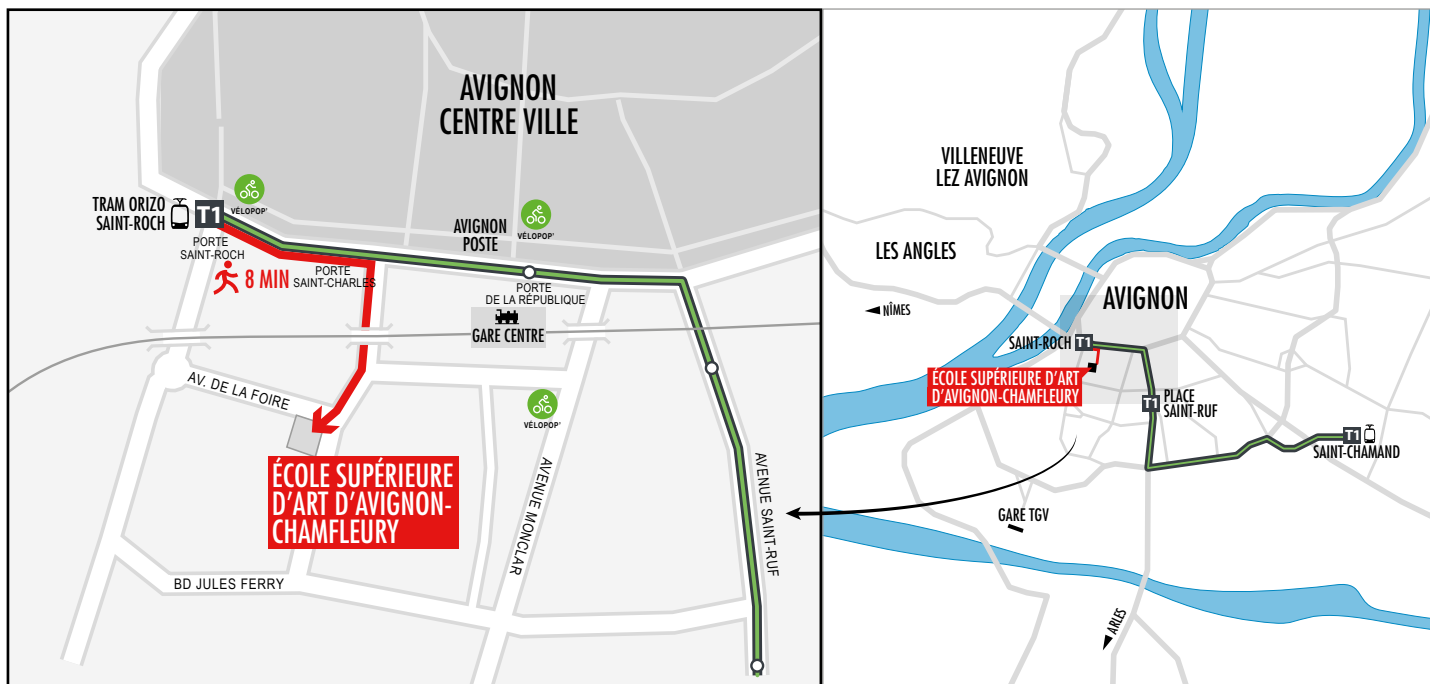 AVIGNON
CENTRE VILLE
TRAM ORIZO
SAINT-ROCH
T1
VÉLOPOP'
PORTE
SAINT-ROCH
8 MIN
PORTE
SAINT-CHARLES
AVIGNON
POSTE
VÉLOPOP'
PORTE
DE LA RÉPUBLIQUE
GARE CENTRE
AV. DE LA FOIRE
VÉLOPOP'
ÉCOLE SUPÉRIEURE
D'ART D'AVIGNON-
CHAMFLEURY
AVENUE MONCLAR
AVENUE SAINT-RUF
BD JULES FERRY
VILLENEUVE
LEZ AVIGNON
LES ANGLES
NÎMES
AVIGNON
SAINT-ROCH
T1
ÉCOLE SUPÉRIEURE D'ART
D'AVIGNON-CHAMFLEURY
T1
PLACE
SAINT-RUF
T1
SAINT-CHAMAND
GARE TGV
ARLES